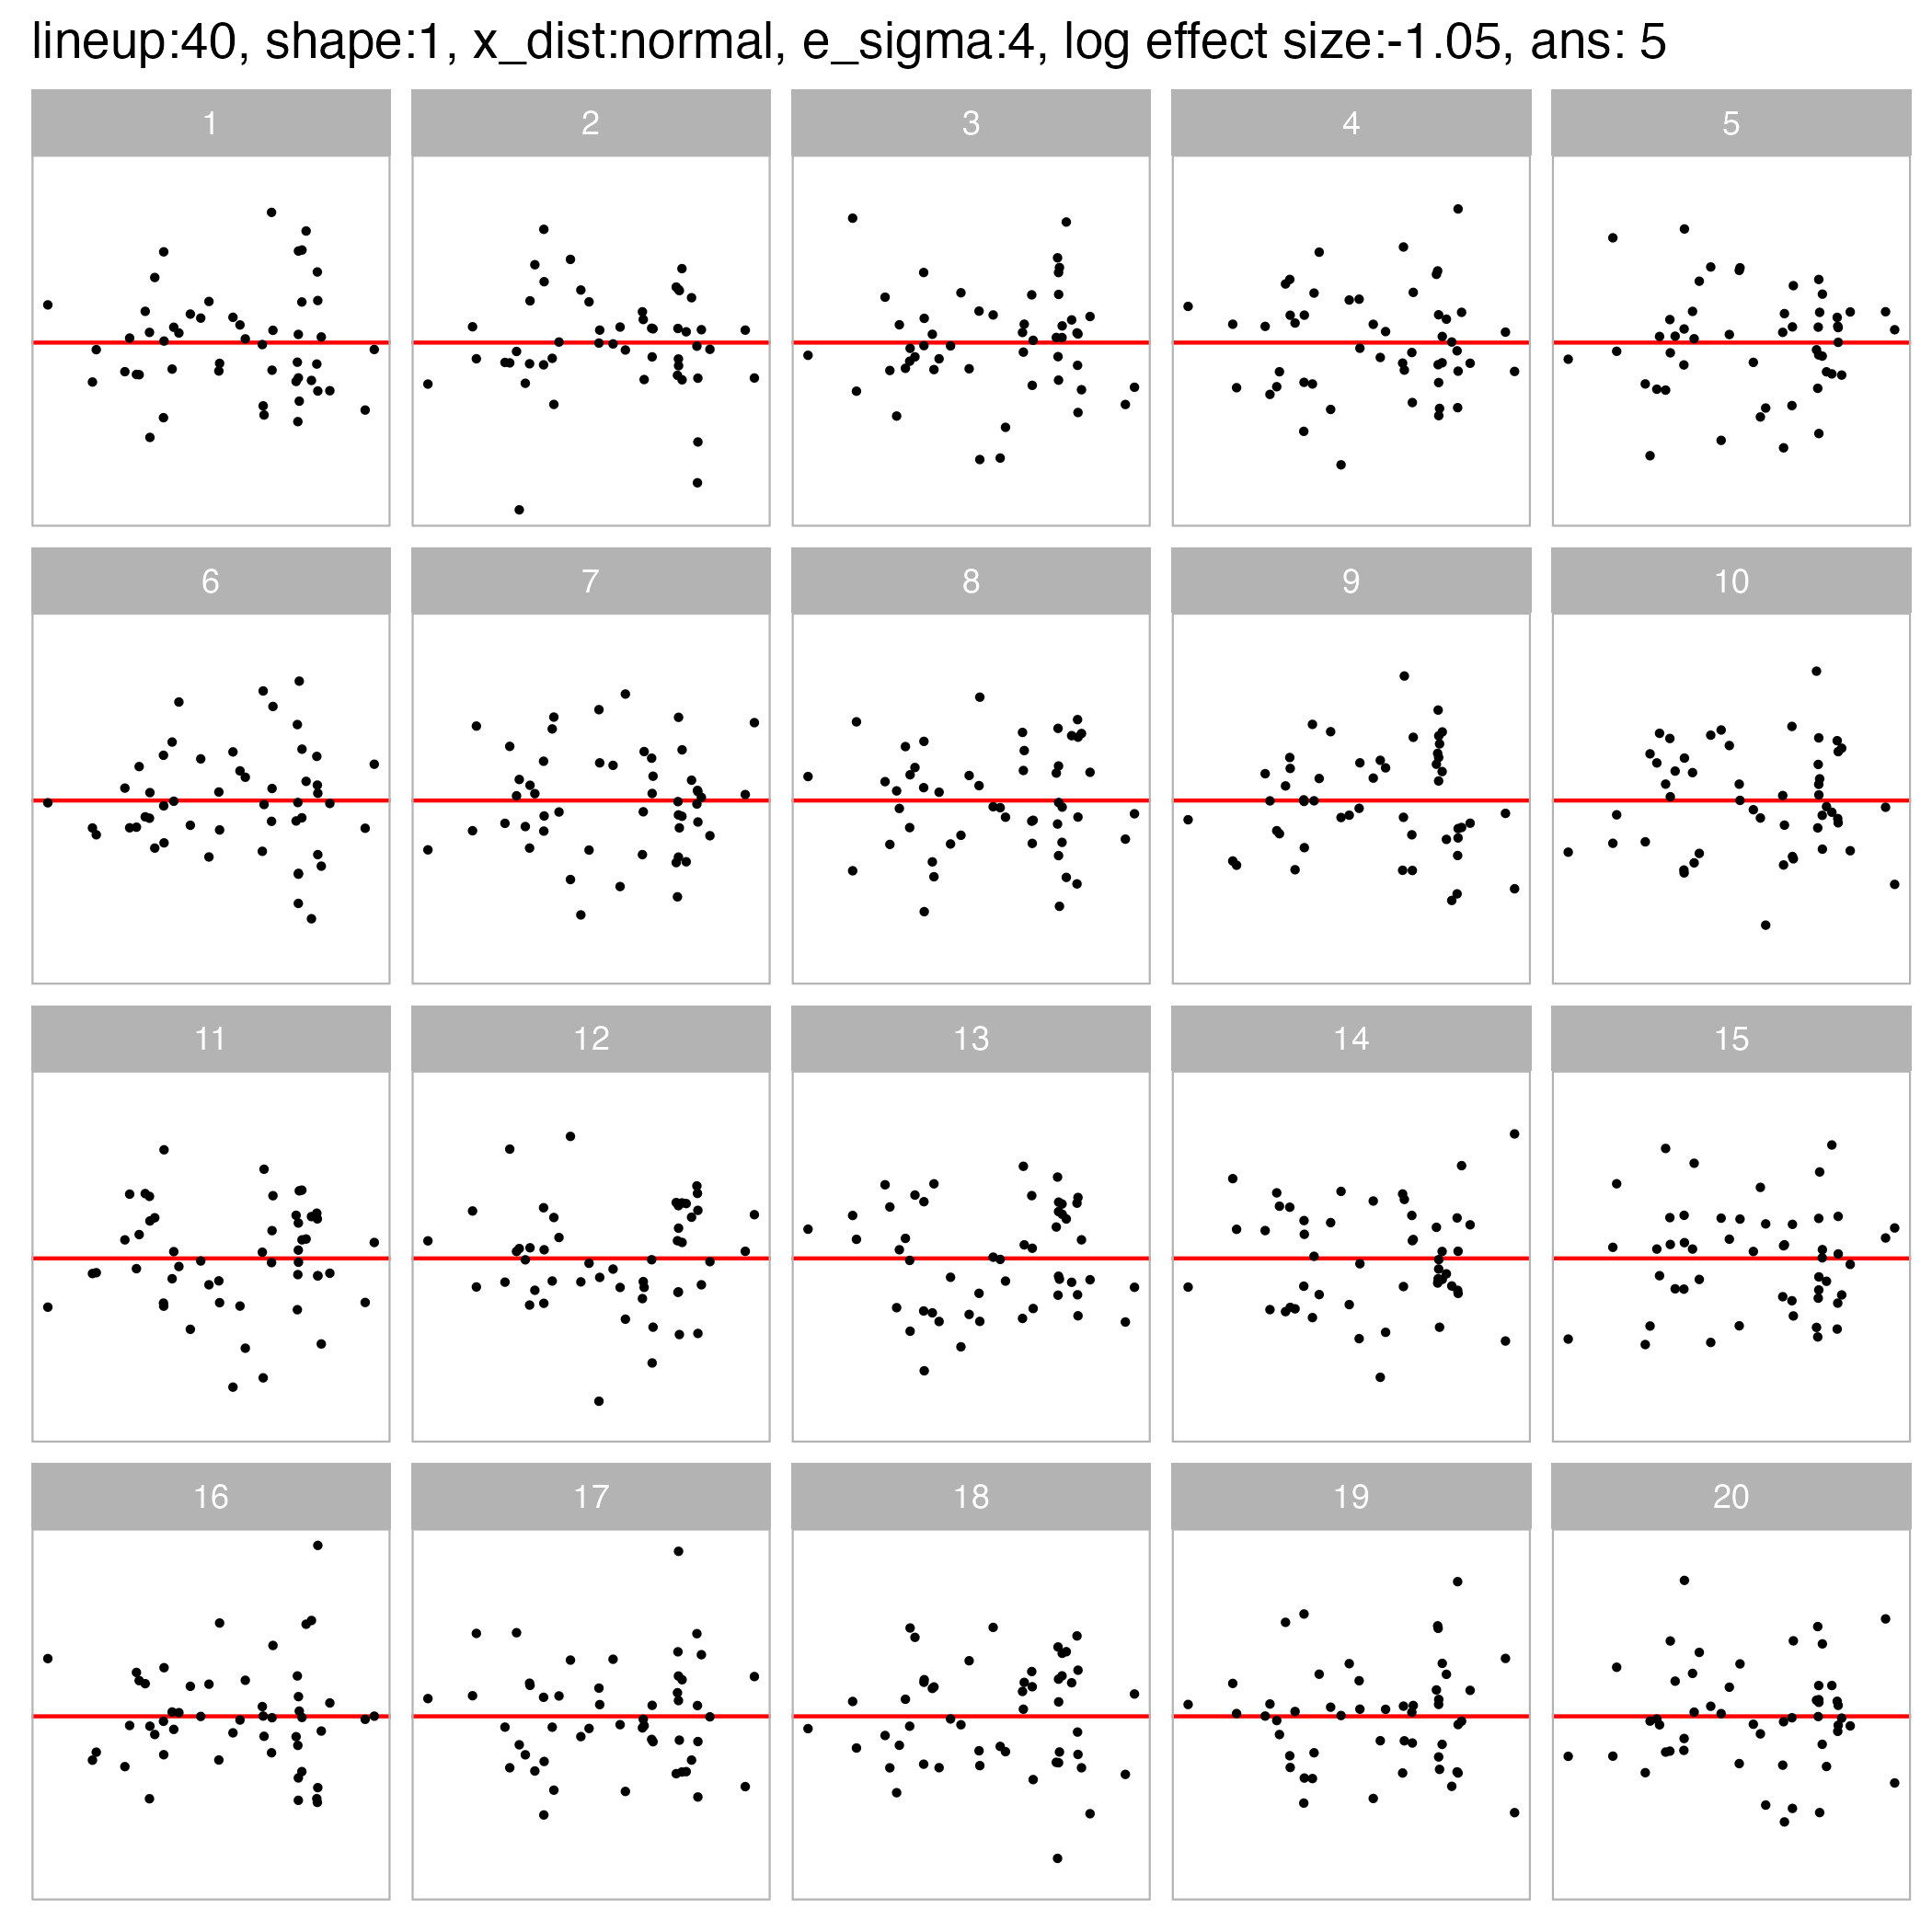 lineup:40, shape:1, x_dist:normal, e_sigma:4, log effect size:-1.05, ans: 5
1 2 3 4 5
6 7 8 9 10
11 12 13 14 15
16 17 18 19 20